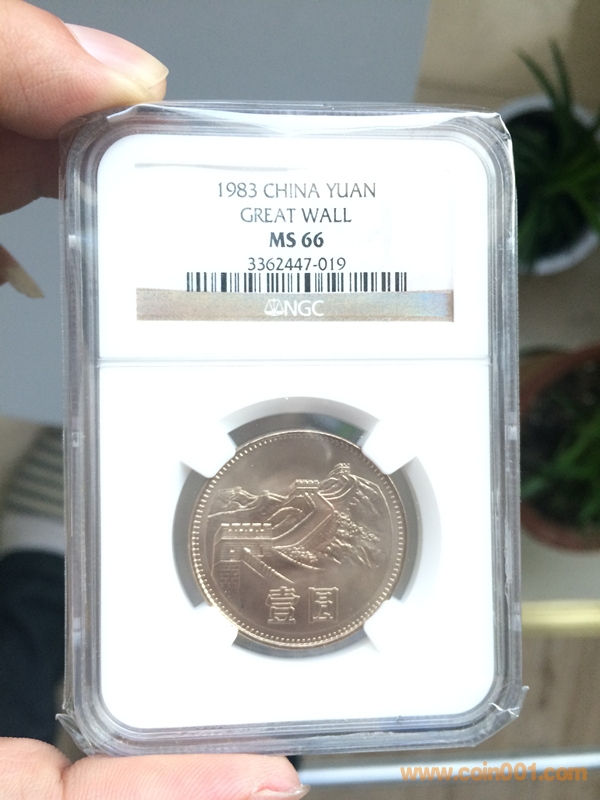 1983 CHINA YUAN
GREAT WALL
MS 66
3362447-019
NGC
壹圆
www.coin001.com